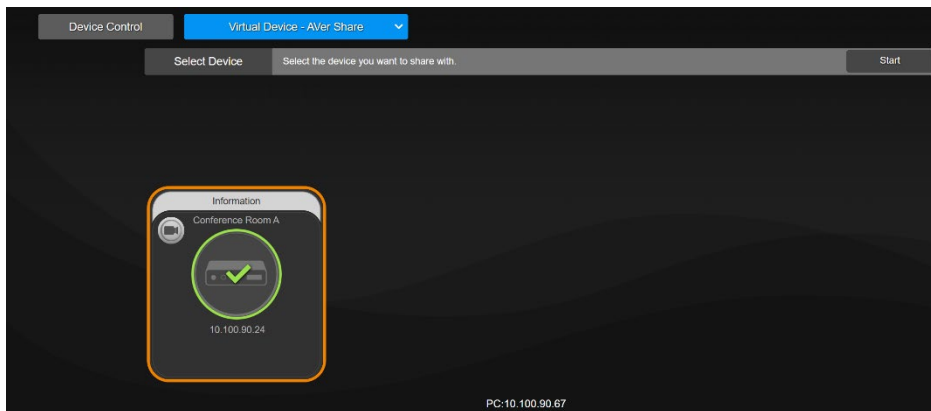 Device Control
Virtual Device - AVer Share
Select Device
Select the device you want to share with.
Start
Information
Conference Room A
10.100.90.24
PC:10.100.90.67